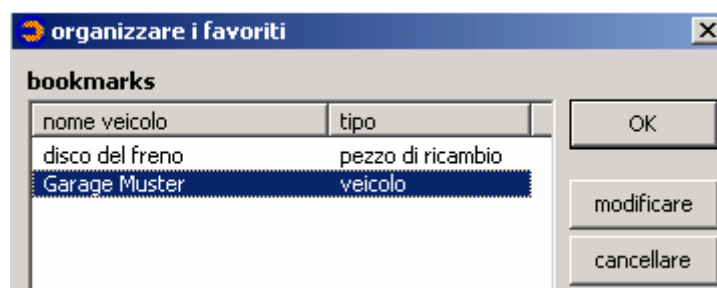 organizzare i favoriti
bookmarks
nome veicolo tipo
disco del freno pezzo di ricambio
Garage Muster veicolo
OK
modificare
cancellare